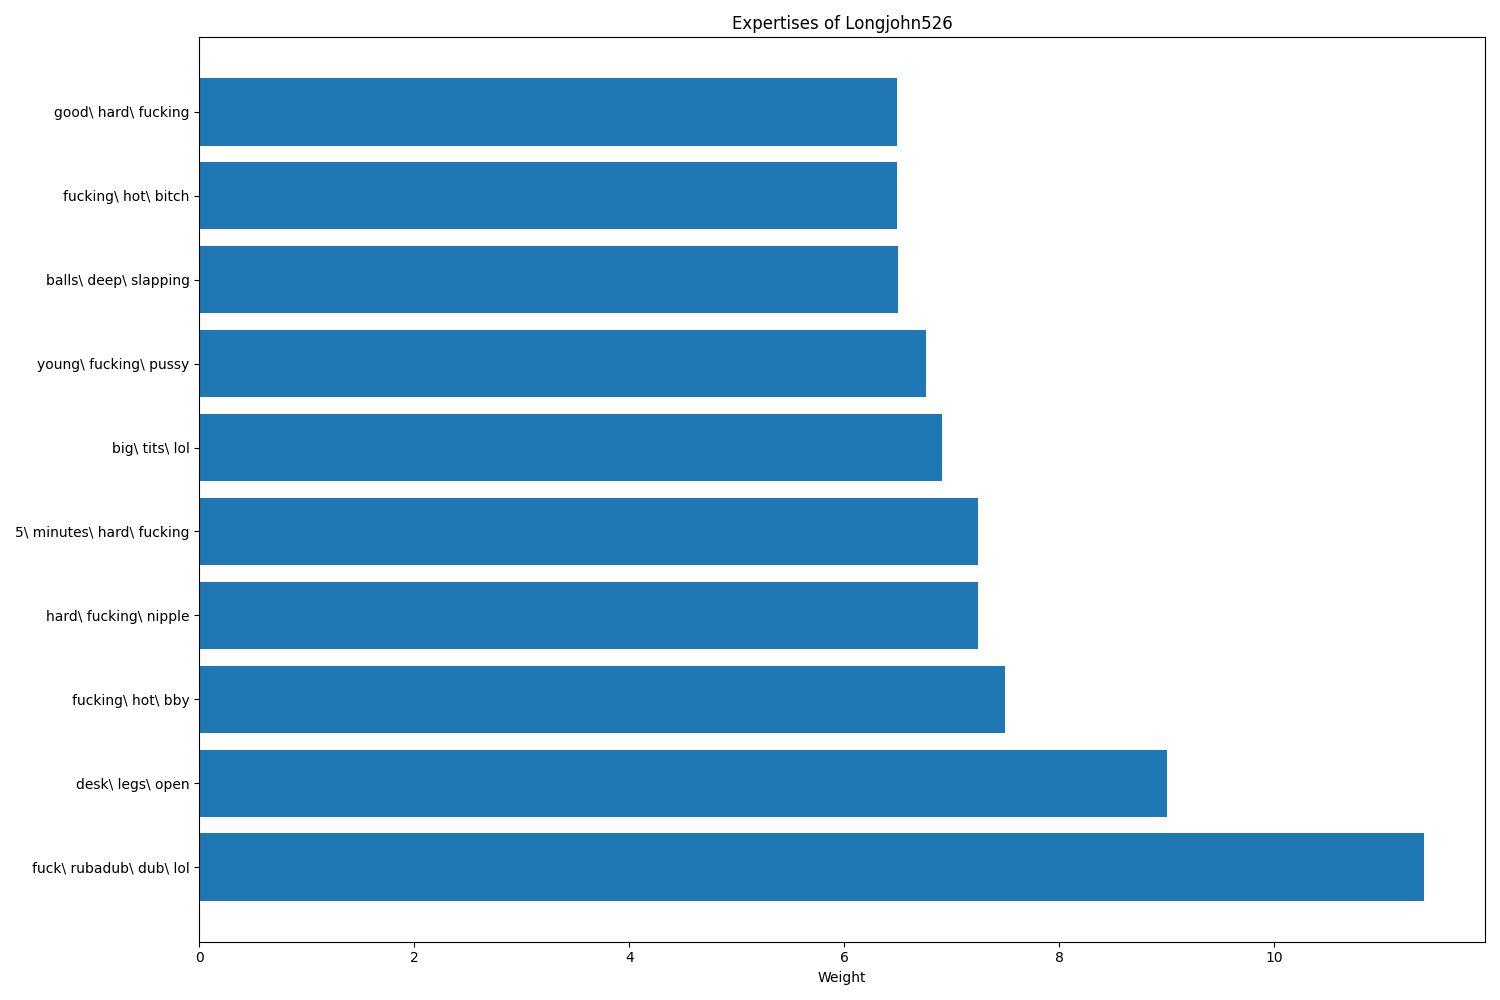 Expertises of Longjohn526
good\ hard\ fucking
fucking\ hot\ bitch
balls\ deep\ slapping
young\ fucking\ pussy
big\ tits\ lol
5\ minutes\ hard\ fucking
hard\ fucking\ nipple
fucking\ hot\ bby
desk\ legs\ open
fuck\ rubadub\ dub\ lol
0 2 4 6 8 10
Weight